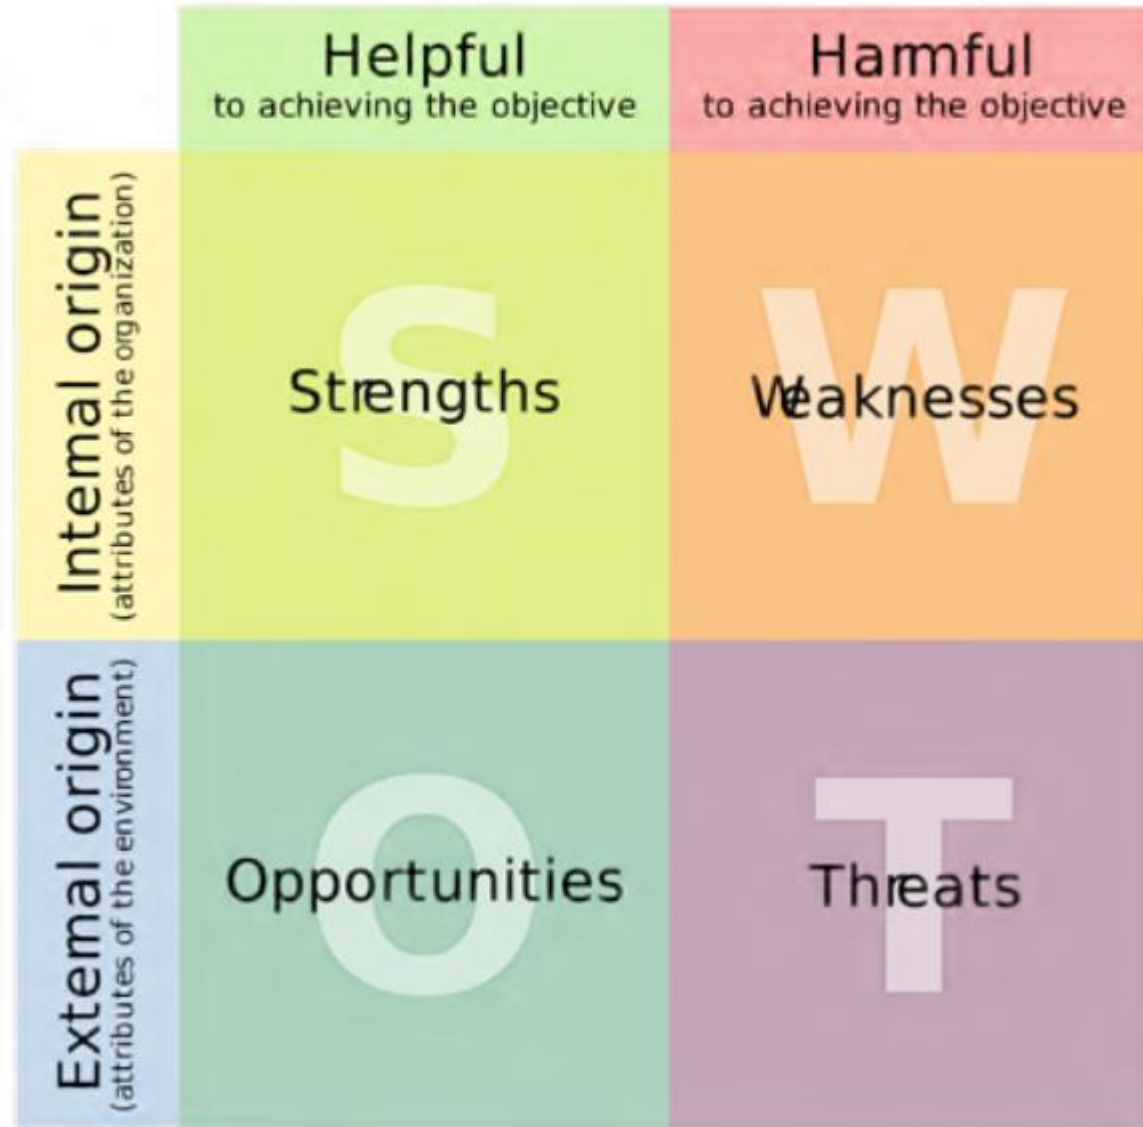 Helpful
to achieving the objective
Harmful
to achieving the objective
Internal origin
(attributes of the organization)
S
Strengths
W
Weaknesses
External origin
(attributes of the environment)
O
Opportunities
T
Threats